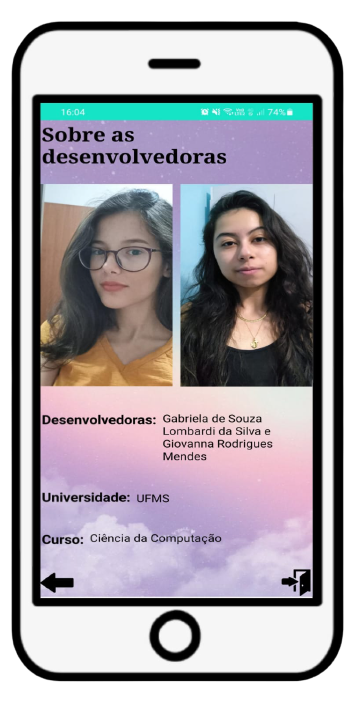 16:04
74%
Sobre as
desenvolvedoras
Desenvolvedoras: Gabriela de Souza
Lombardi da Silva e
Giovanna Rodrigues
Mendes
Universidade: UFMS
Curso: Ciência da Computação